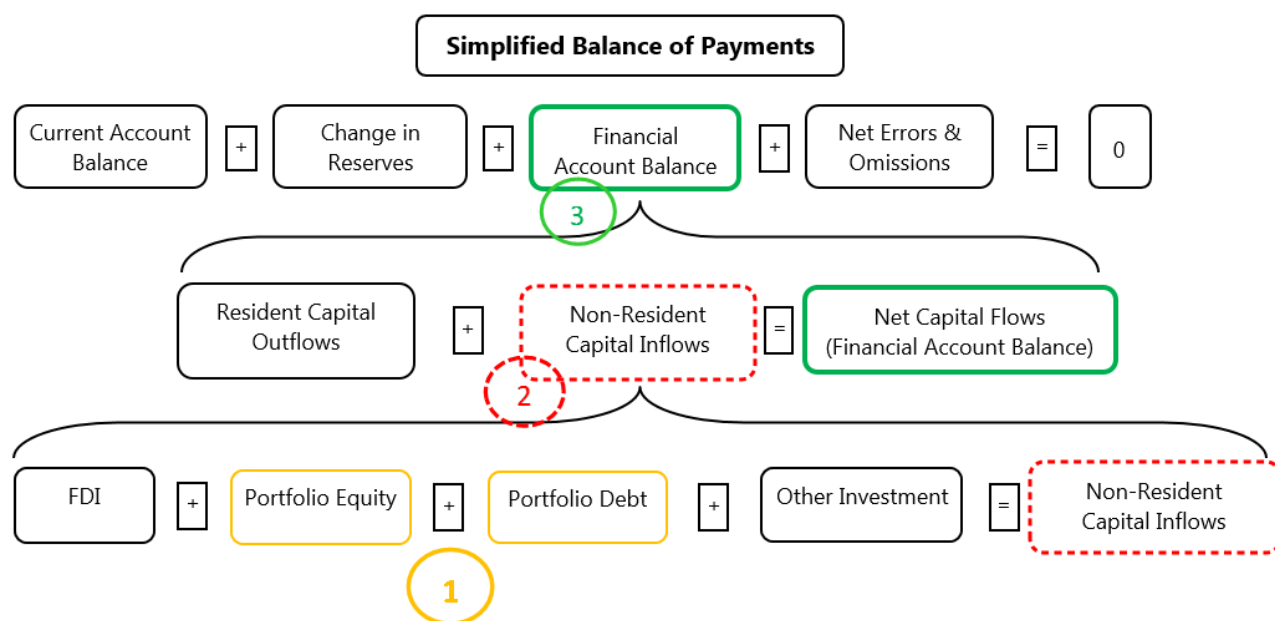 Simplified Balance of Payments
Current Account
Balance
+
Change in
Reserves
+
Financial
Account Balance
+
Net Errors &
Omissions
=
0
3
Resident Capital
Outflows
+
Non-Resident
Capital Inflows
=
Net Capital Flows
(Financial Account Balance)
2
FDI
+
Portfolio Equity
+
Portfolio Debt
+
Other Investment
=
Non-Resident
Capital Inflows
1